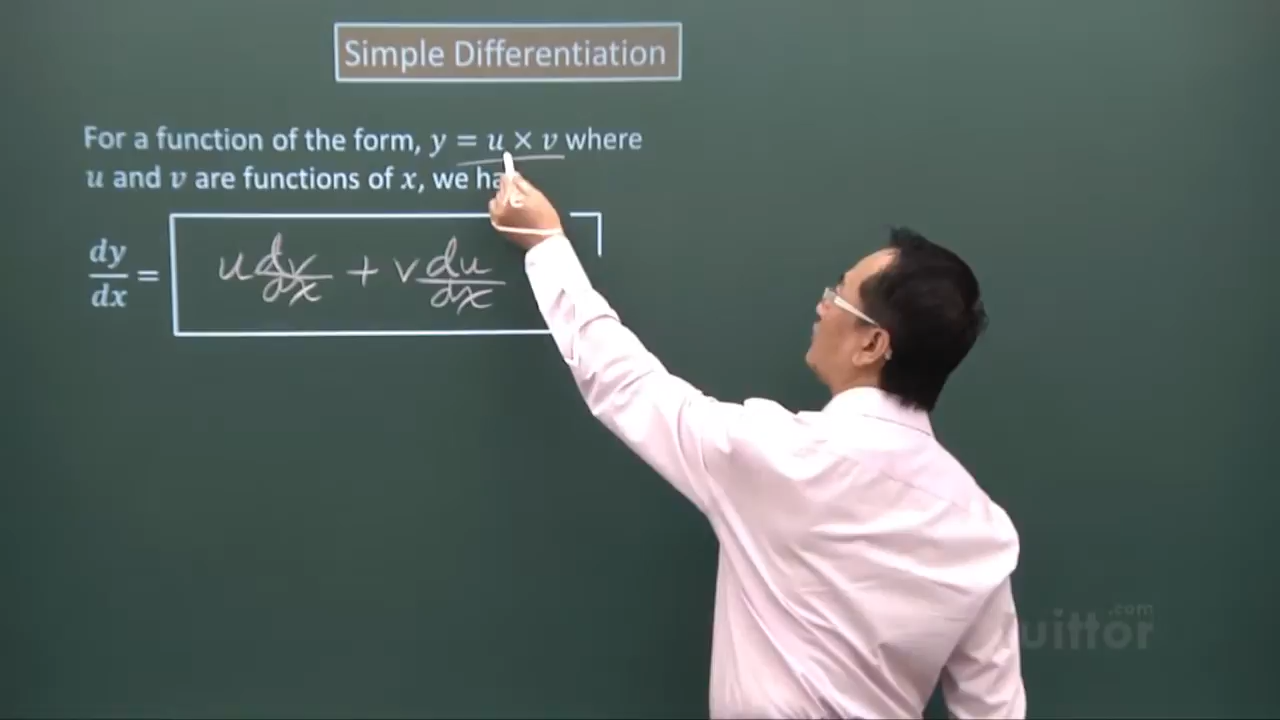 Simple Differentiation
For a function of the form, y = u × v where
u and v are functions of x, we ha
dy/dx = u dv/dx + v du/dx
uittor.com